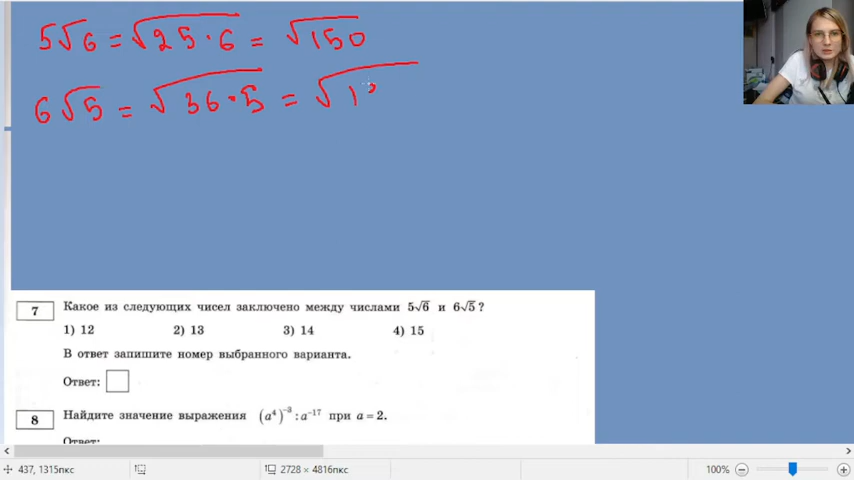 5√6 = √25·6 = √150
6√5 = √36·5 = √1
7 Какое из следующих чисел заключено между числами 5√6 и 6√5?
1) 12 2) 13 3) 14 4) 15
В ответ запишите номер выбранного варианта.
Ответ:
8 Найдите значение выражения (a⁴)⁻³ : a⁻¹⁷ при a = 2.
Ответ:
437, 1315пкс 2728 × 4816пкс 100%